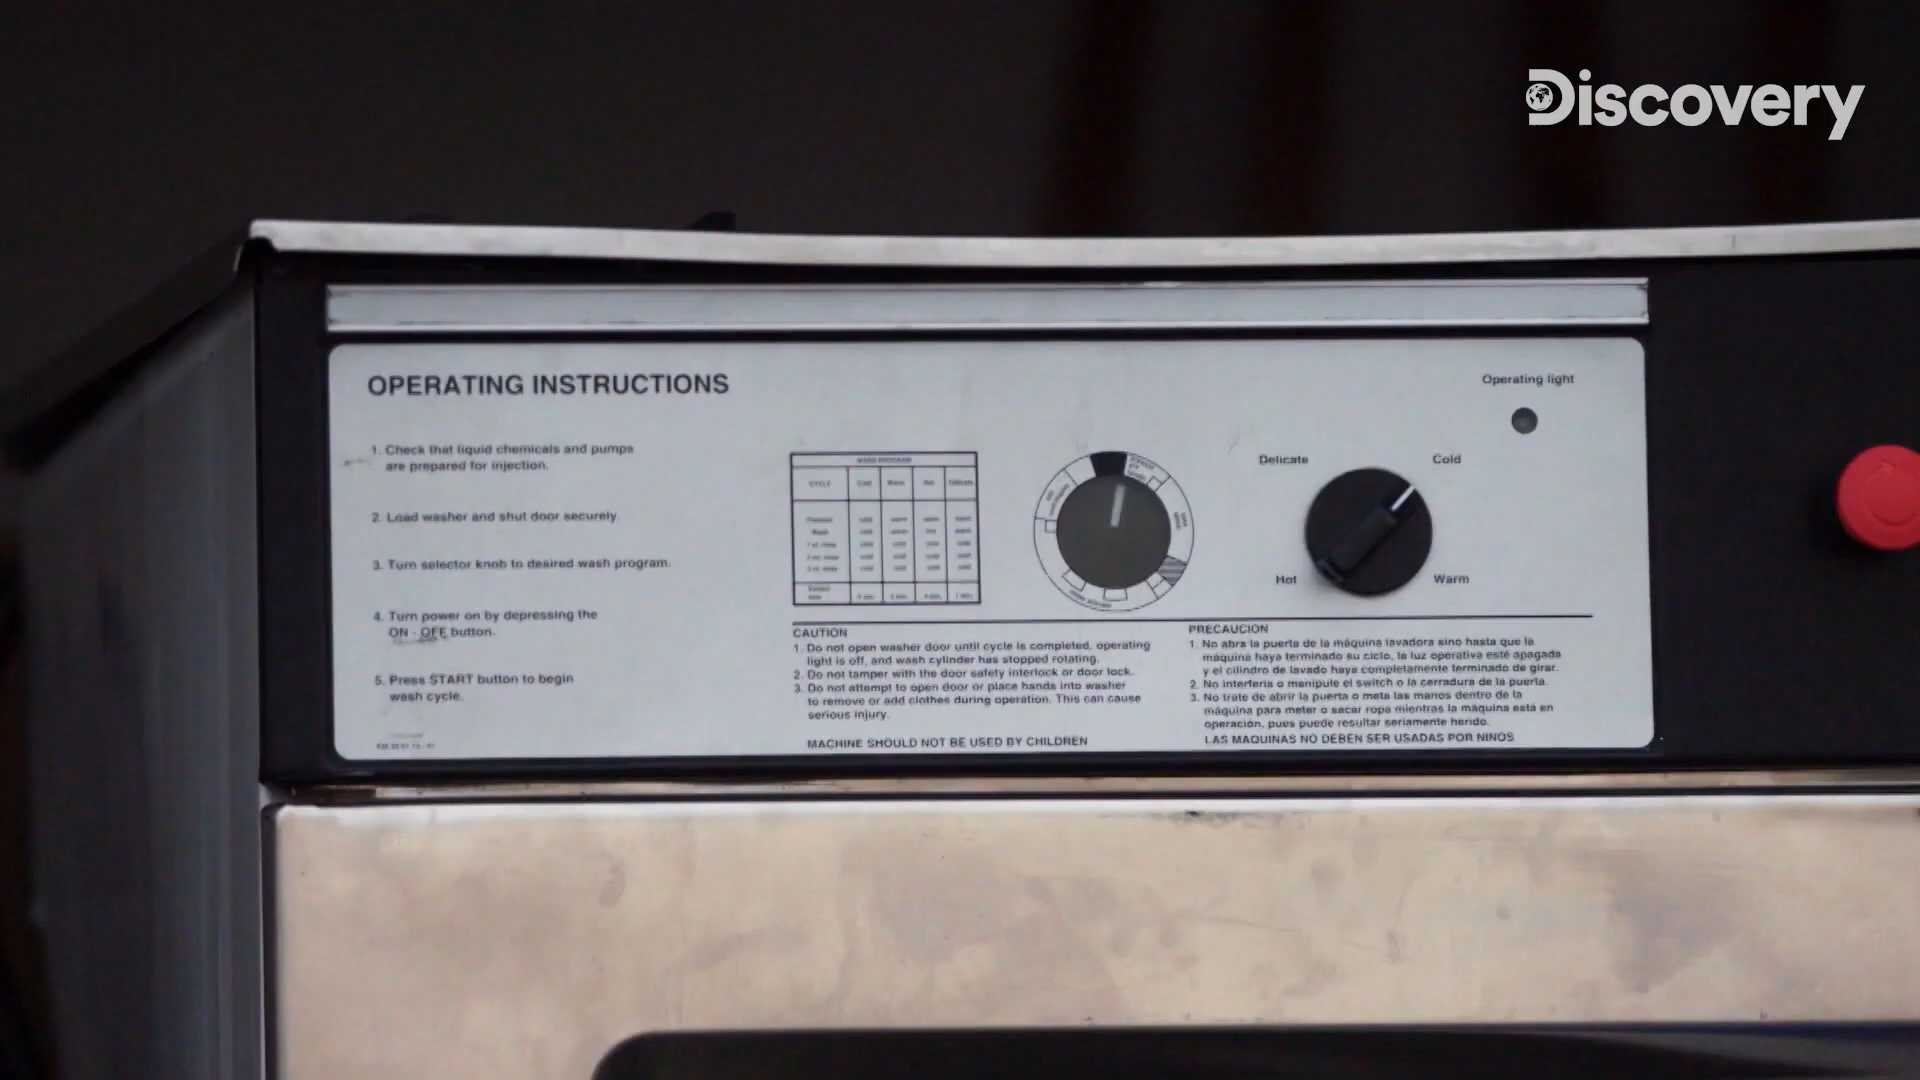 Discovery
OPERATING INSTRUCTIONS
1. Check that liquid chemicals and pumps
are prepared for injection.
2. Load washer and shut door securely.
3. Turn selector knob to desired wash program.
4. Turn power on by depressing the
ON - OFF button.
5. Press START button to begin
wash cycle.
WASH PROGRAM
CYCLE Cold Warm Hot Delicate
Operating light
Delicate
Cold
Hot
Warm
CAUTION
1. Do not open washer door until cycle is completed, operating
light is off, and wash cylinder has stopped rotating.
2. Do not tamper with the door safety interlock or door lock.
3. Do not attempt to open door or place hands into washer
to remove or add clothes during operation. This can cause
serious injury.
MACHINE SHOULD NOT BE USED BY CHILDREN
PRECAUCION
1. No abra la puerta de la máquina lavadora sino hasta que la
máquina haya terminado su ciclo, la luz operativa esté apagada
y el cilindro de lavado haya completamente terminado de girar.
2. No interferia o manipule el switch o la cerradura de la puerta.
3. No trate de abrir la puerta o meta las manos dentro de la
máquina para meter o sacar ropa mientras la máquina está en
operación, pues puede resultar seriamente herido.
LAS MAQUINAS NO DEBEN SER USADAS POR NINOS